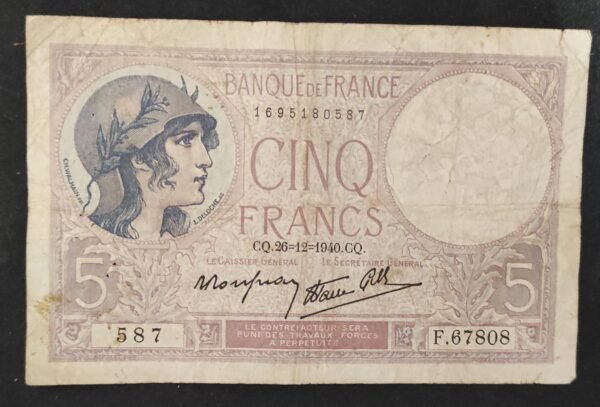 BANQUE DE FRANCE
1695180587
CINQ
FRANCS
CQ.26=12=1940.CQ.
LE CAISSIER GÉNÉRAL LE SECRÉTAIRE GÉNÉRAL
5 5
587
LE CONTREFACTEUR SERA
PUNI DES TRAVAUX FORCÉS
À PERPÉTUITÉ
F.67808